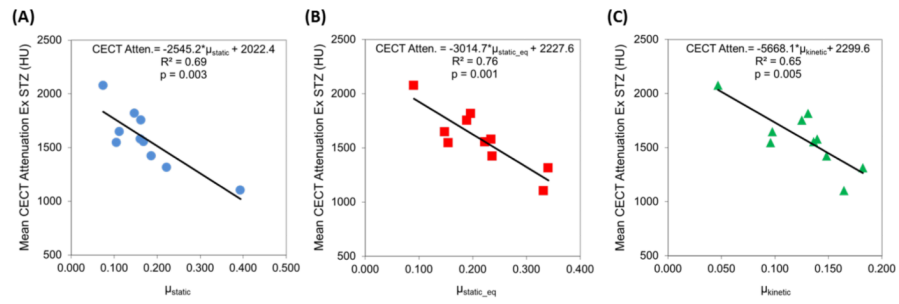 (A)
CECT Atten.= -2545.2*μstatic + 2022.4
R² = 0.69
p = 0.003
Mean CECT Attenuation Ex STZ (HU)
2500
2000
1500
1000
500
0.000 0.100 0.200 0.300 0.400 0.500
μstatic
(B)
CECT Atten. = -3014.7*μstatic_eq + 2227.6
R² = 0.76
p = 0.001
Mean CECT Attenuation Ex STZ (HU)
2500
2000
1500
1000
500
0.000 0.100 0.200 0.300 0.400
μstatic_eq
(C)
CECT Atten. = -5668.1*μkinetic + 2299.6
R² = 0.65
p = 0.005
Mean CECT Attenuation Ex STZ (HU)
2500
2000
1500
1000
500
0.000 0.050 0.100 0.150 0.200
μkinetic